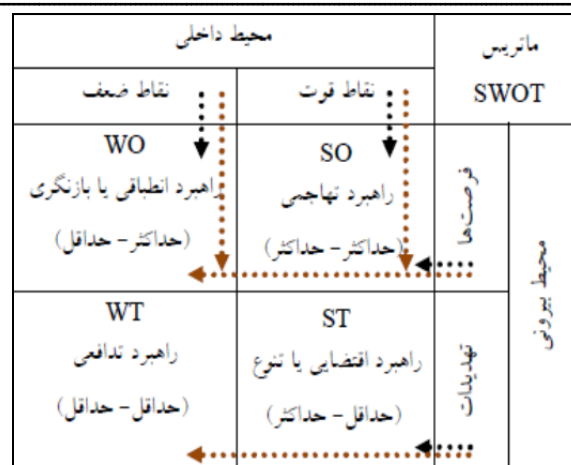 ماتریس
SWOT
محیط داخلی
نقاط قوت
نقاط ضعف
محیط بیرونی
فرصت‌ها
SO
راهبرد تهاجمی
(حداکثر- حداکثر)
WO
راهبرد انطباقی یا بازنگری
(حداکثر- حداقل)
تهدیدات
ST
راهبرد اقتضایی یا تنوع
(حداقل- حداکثر)
WT
راهبرد تدافعی
(حداقل- حداقل)